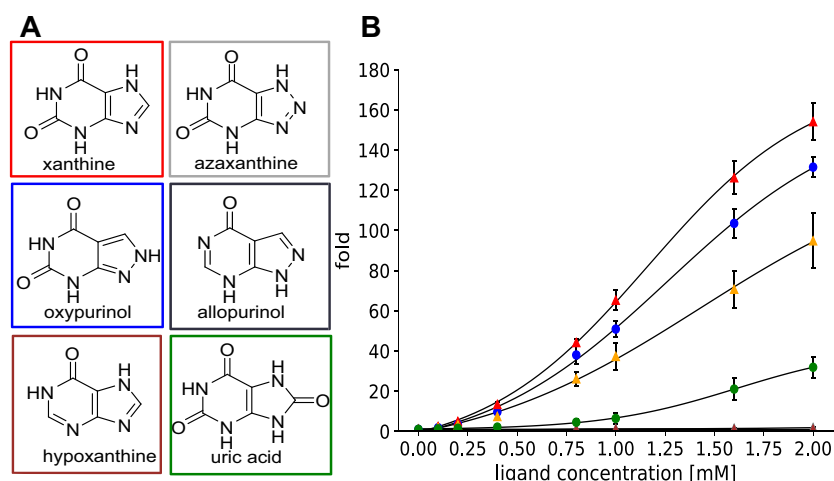 A
B
O
H
N
HN
O
N
H
N
xanthine
O
H
N
HN
N
O
N
H
N
azaxanthine
O
HN
NH
O
N
H
N
oxypurinol
O
N
N
N
H
N
H
allopurinol
O
H
HN
N
N
N
hypoxanthine
O
H
N
HN
O
O
N
H
N
H
uric acid
180
160
140
120
100
80
60
40
20
0
fold
0.00 0.25 0.50 0.75 1.00 1.25 1.50 1.75 2.00
ligand concentration [mM]